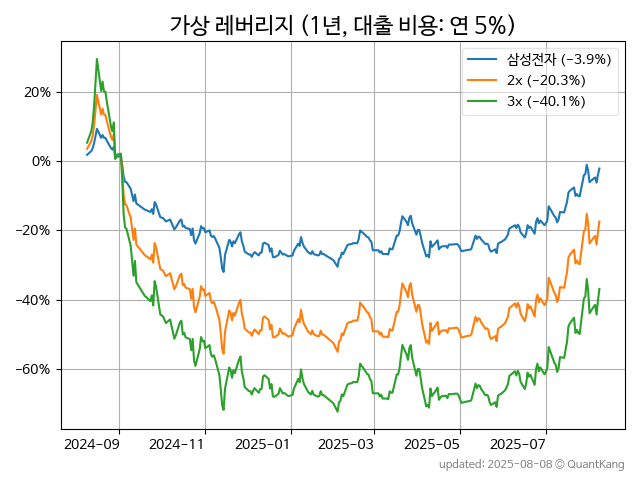 가상 레버리지 (1년, 대출 비용: 연 5%)
삼성전자 (−3.9%)
2x (−20.3%)
3x (−40.1%)
20%
0%
−20%
−40%
−60%
2024-09 2024-11 2025-01 2025-03 2025-05 2025-07
updated: 2025-08-08 © QuantKang